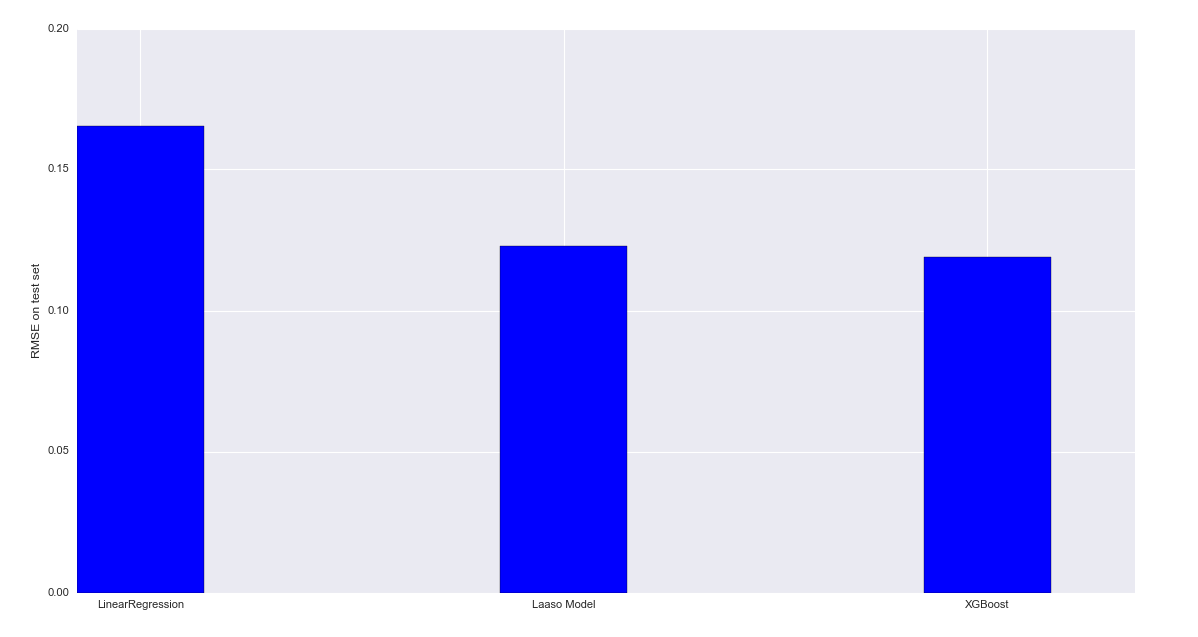 0.20
0.15
0.10
0.05
0.00
RMSE on test set
LinearRegression
Laaso Model
XGBoost